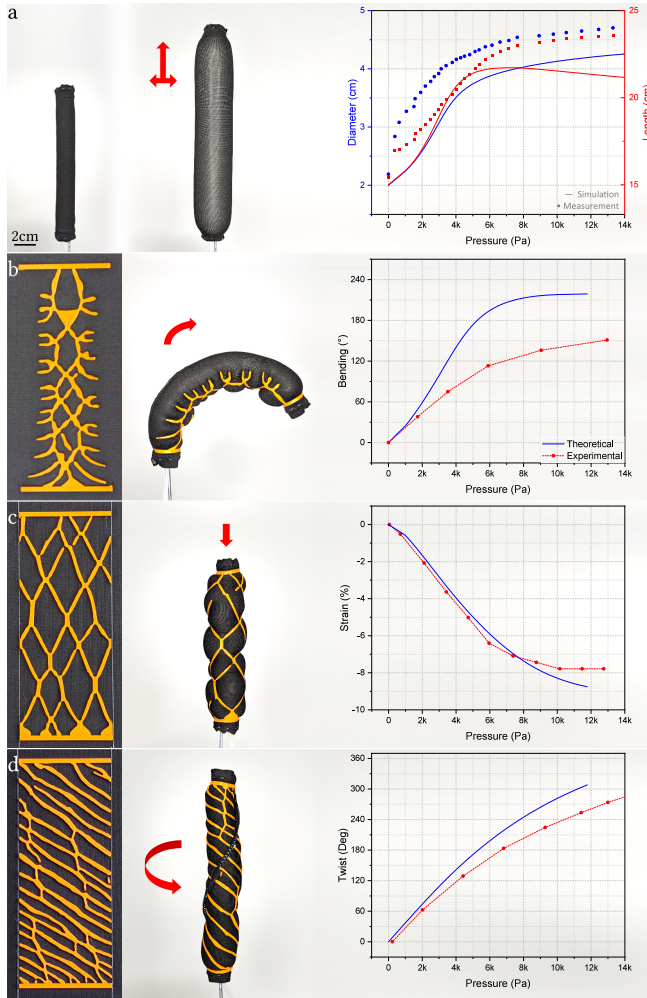 a
2cm
Diameter (cm)
5
4
3
2
25
20
15
Length (cm)
Simulation
Measurement
0 2k 4k 6k 8k 10k 12k 14k
Pressure (Pa)
b
Bending (°)
240
180
120
60
0
Theoretical
Experimental
0 2k 4k 6k 8k 10k 12k 14k
Pressure (Pa)
c
Strain (%)
0
-2
-4
-6
-8
-10
0 2k 4k 6k 8k 10k 12k 14k
Pressure (Pa)
d
Twist (Deg)
360
300
240
180
120
60
0
0 2k 4k 6k 8k 10k 12k 14k
Pressure (Pa)